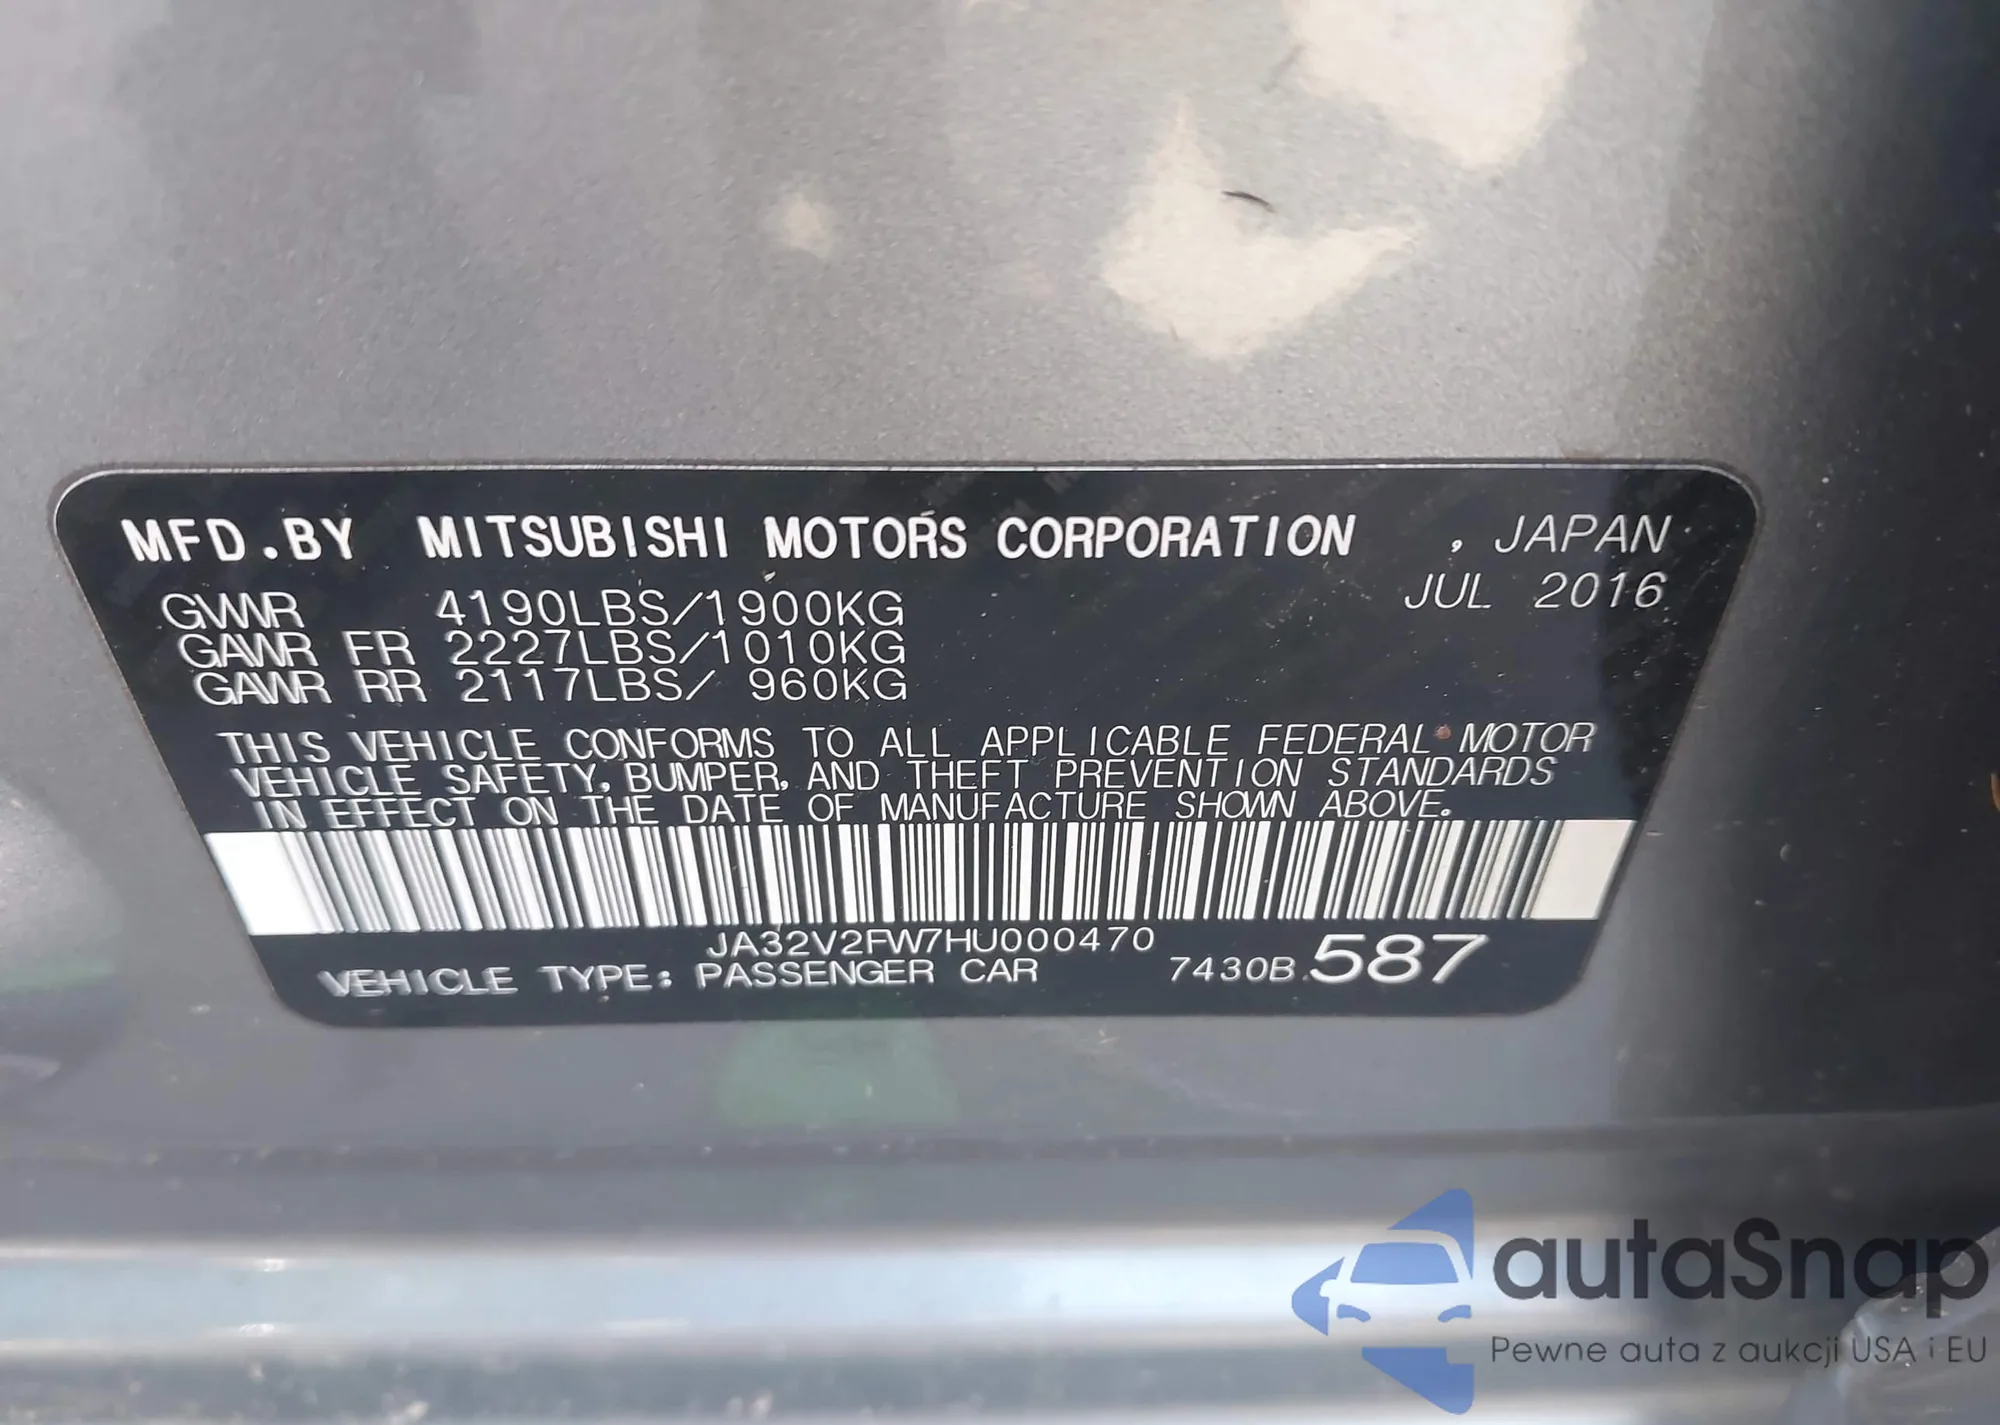 MFD.BY MITSUBISHI MOTORS CORPORATION , JAPAN
JUL 2016
GVWR 4190LBS/1900KG
GAWR FR 2227LBS/1010KG
GAWR RR 2117LBS/ 960KG
THIS VEHICLE CONFORMS TO ALL APPLICABLE FEDERAL MOTOR
VEHICLE SAFETY, BUMPER, AND THEFT PREVENTION STANDARDS
IN EFFECT ON THE DATE OF MANUFACTURE SHOWN ABOVE.
JA32V2FW7HU000470
VEHICLE TYPE: PASSENGER CAR 7430B.587
autaSnap
Pewne auta z aukcji USA i EU